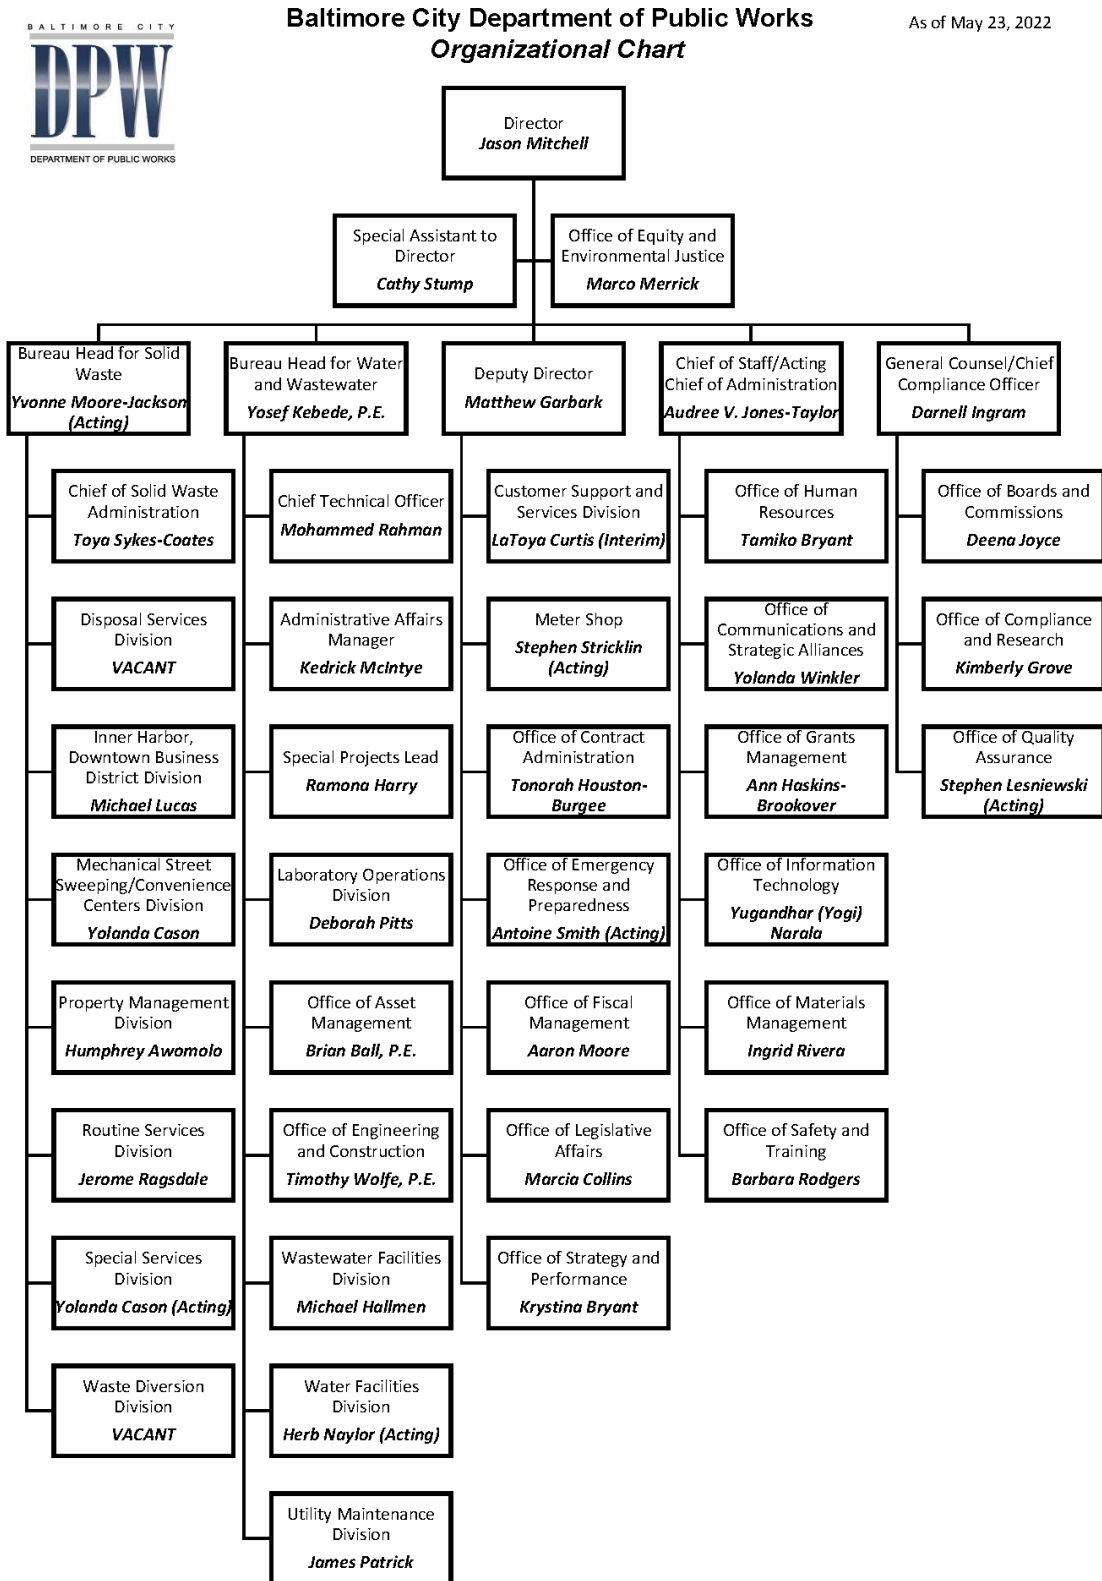 BALTIMORE CITY
DPW
DEPARTMENT OF PUBLIC WORKS
Baltimore City Department of Public Works
Organizational Chart
As of May 23, 2022
Director
Jason Mitchell
Special Assistant to
Director
Cathy Stump
Office of Equity and
Environmental Justice
Marco Merrick
Bureau Head for Solid
Waste
Yvonne Moore-Jackson
(Acting)
Bureau Head for Water
and Wastewater
Yosef Kebede, P.E.
Deputy Director
Matthew Garbark
Chief of Staff/Acting
Chief of Administration
Audree V. Jones-Taylor
General Counsel/Chief
Compliance Officer
Darnell Ingram
Chief of Solid Waste
Administration
Toya Sykes-Coates
Chief Technical Officer
Mohammed Rahman
Customer Support and
Services Division
LaToya Curtis (Interim)
Office of Human
Resources
Tamiko Bryant
Office of Boards and
Commissions
Deena Joyce
Disposal Services
Division
VACANT
Administrative Affairs
Manager
Kedrick McIntye
Meter Shop
Stephen Stricklin
(Acting)
Office of
Communications and
Strategic Alliances
Yolanda Winkler
Office of Compliance
and Research
Kimberly Grove
Inner Harbor,
Downtown Business
District Division
Michael Lucas
Special Projects Lead
Ramona Harry
Office of Contract
Administration
Tonorah Houston-
Burgee
Office of Grants
Management
Ann Haskins-
Brookover
Office of Quality
Assurance
Stephen Lesniewski
(Acting)
Mechanical Street
Sweeping/Convenience
Centers Division
Yolanda Cason
Laboratory Operations
Division
Deborah Pitts
Office of Emergency
Response and
Preparedness
Antoine Smith (Acting)
Office of Information
Technology
Yugandhar (Yogi)
Narala
Property Management
Division
Humphrey Awomolo
Office of Asset
Management
Brian Ball, P.E.
Office of Fiscal
Management
Aaron Moore
Office of Materials
Management
Ingrid Rivera
Routine Services
Division
Jerome Ragsdale
Office of Engineering
and Construction
Timothy Wolfe, P.E.
Office of Legislative
Affairs
Marcia Collins
Office of Safety and
Training
Barbara Rodgers
Special Services
Division
Yolanda Cason (Acting)
Wastewater Facilities
Division
Michael Hallmen
Office of Strategy and
Performance
Krystina Bryant
Waste Diversion
Division
VACANT
Water Facilities
Division
Herb Naylor (Acting)
Utility Maintenance
Division
James Patrick